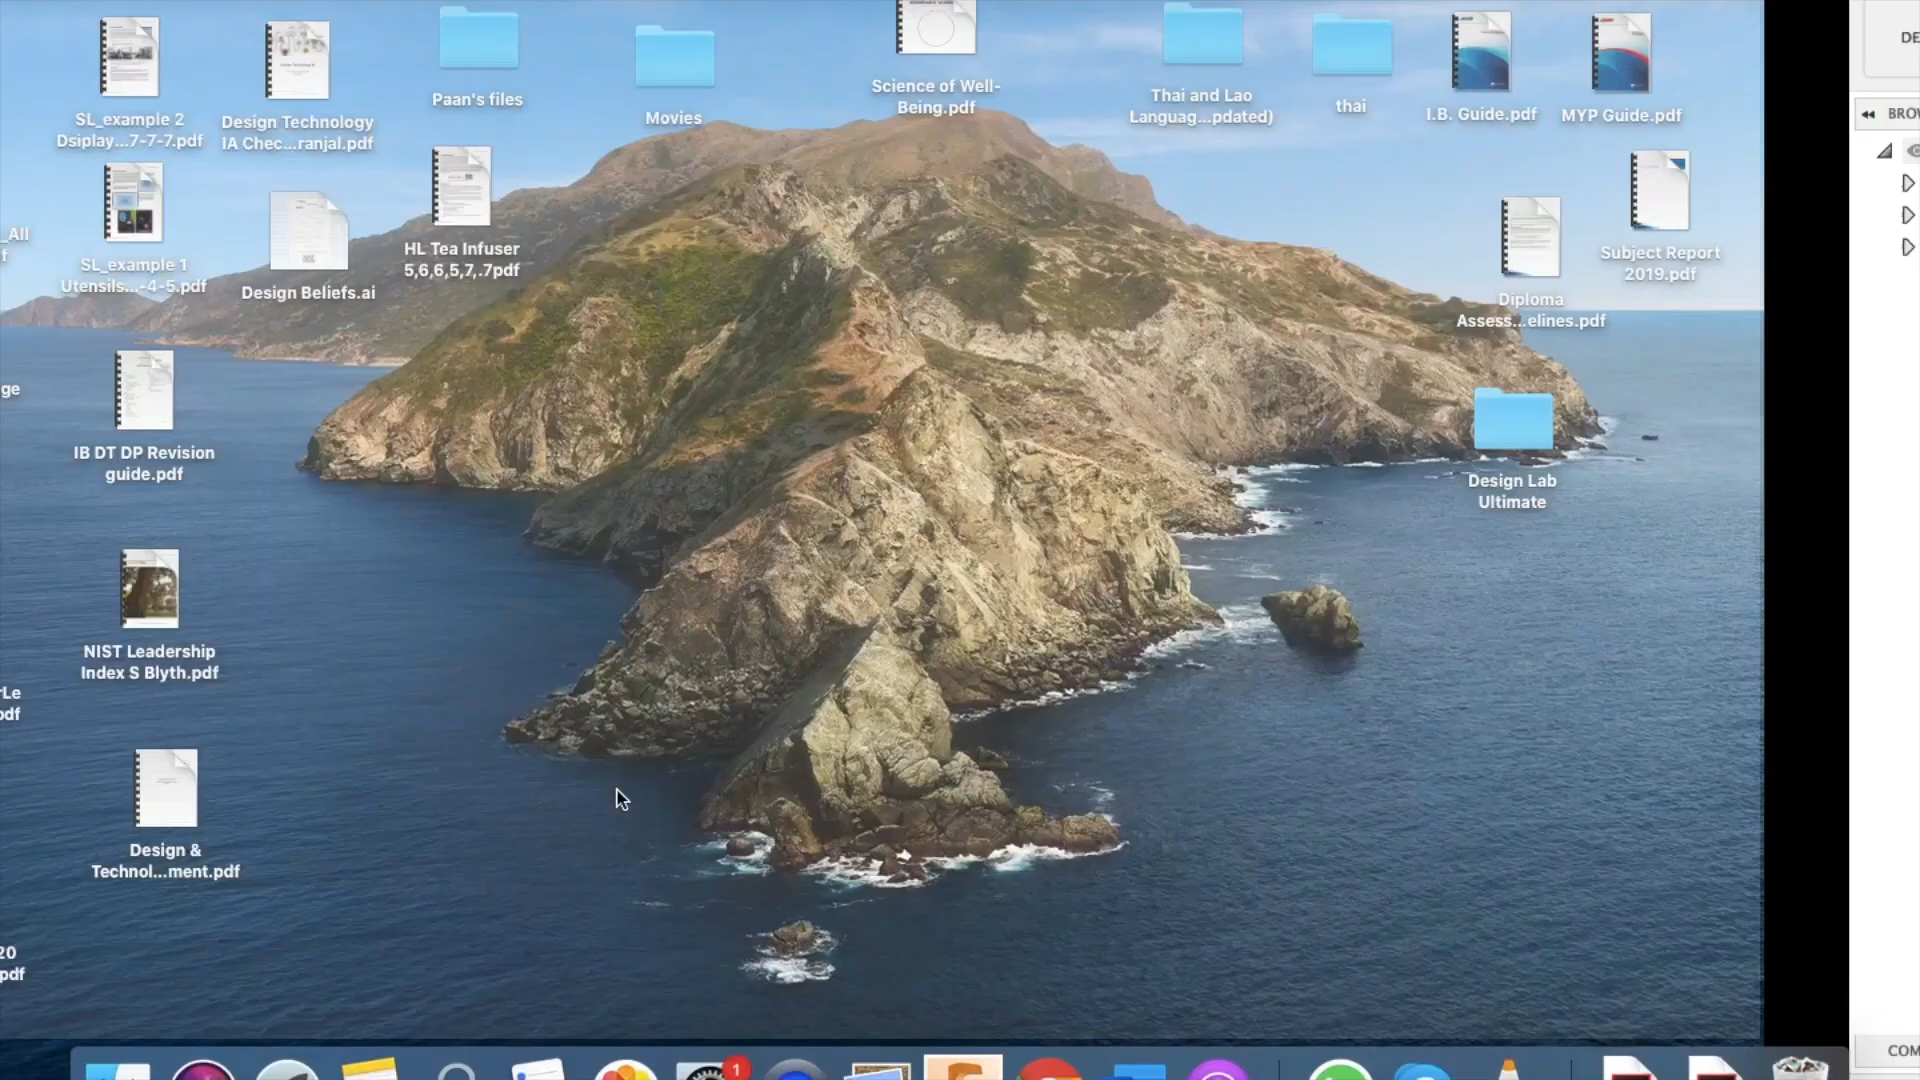 SL_example 2
Dsiplay...7-7-7.pdf
Design Technology
IA Chec...ranjal.pdf
Paan's files
Movies
Science of Well-
Being.pdf
Thai and Lao
Languag...pdated)
thai
I.B. Guide.pdf
MYP Guide.pdf
DE
BROW
_All
f
SL_example 1
Utensils...-4-5.pdf
Design Beliefs.ai
HL Tea Infuser
5,6,6,5,7,.7pdf
Diploma
Assess...elines.pdf
Subject Report
2019.pdf
ge
IB DT DP Revision
guide.pdf
Design Lab
Ultimate
NIST Leadership
Index S Blyth.pdf
rLe
pdf
Design &
Technol...ment.pdf
20
pdf
COM
1